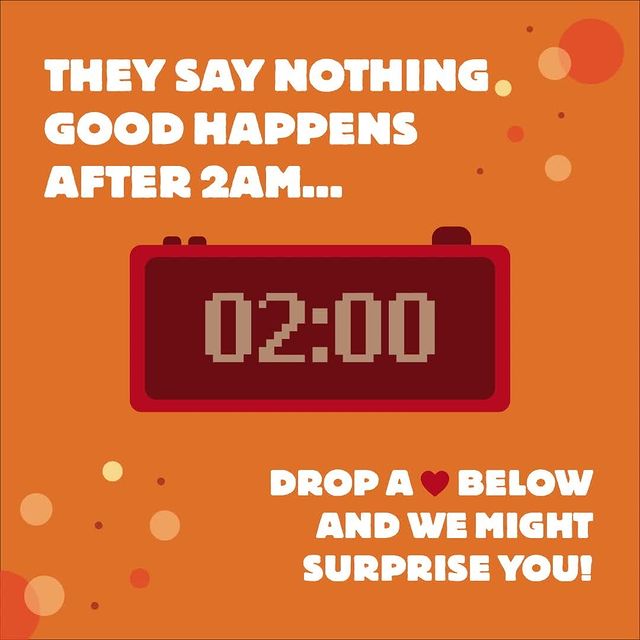 THEY SAY NOTHING
GOOD HAPPENS
AFTER 2AM...
02:00
DROP A ❤ BELOW
AND WE MIGHT
SURPRISE YOU!